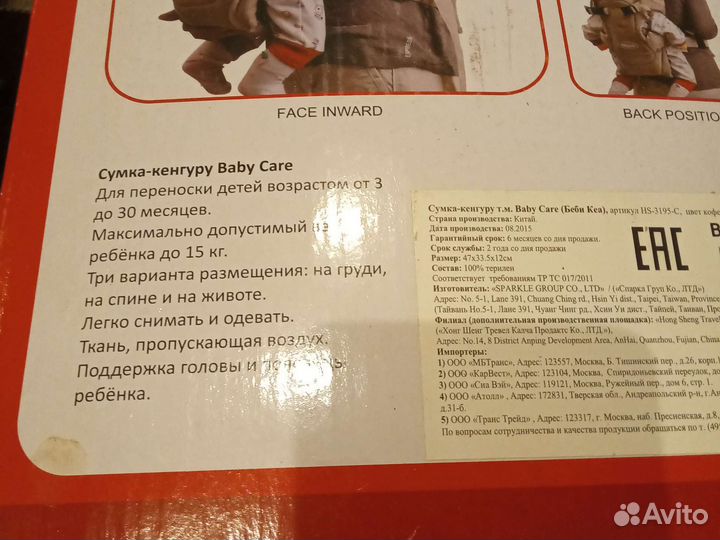 FACE INWARD
BACK POSITIO
Сумка-кенгуру Baby Care
Для переноски детей возрастом от 3
до 30 месяцев.
Максимально допустимый ве
ребёнка до 15 кг.
Три варианта размещения: на груди,
на спине и на животе.
Легко снимать и одевать.
Ткань, пропускающая воздух.
Поддержка головы и
ребёнка.
Сумка-кенгуру т.м. Baby Care (Беби Кеа), артикул HS-3195-C, цвет кофе
Страна производства: Китай.
Дата производства: 08.2015
Гарантийный срок: 6 месяцев со дня продажи.
Срок службы: 2 года со дня продажи
Размер: 47х33.5х12см
Состав: 100% терилен
Соответствует требованиям ТР ТС 017/2011
EAC
Изготовитель: «SPARKLE GROUP CO., LTD» / («Спаркл Груп Ко., ЛТД»)
Адрес: No. 5-1, Lane 391, Chuang Ching rd., Hsin Yi dist., Taipei, Taiwan, Province
(Тайвань No.5-1, Лане 391, Чуанг Чинг рд., Хсин Уи дист., Тайпей, Таиван, Про
Филиал (дополнительная производственная площадка): «Hong Sheng Travel
(«Хонг Шенг Тревел Калча Продактс Ко., ЛТД.»),
Адрес: No.14, 8 District Anping Development Area, AnHai, Quanzhou, Fujian, China
Импортеры:
1) ООО «МБТранс», Адрес: 123557, Москва, Б. Тишинский пер., д.26, корп.
2) ООО «КарВест», Адрес: 123104, Москва, Спиридоньевский переулок, до
3) ООО «Сиа Вэй», Адрес: 119121, Москва, Ружейный пер., дом 6, стр. 1.
4) ООО «Атолл» , Адрес: 172831, Тверская обл., Андреапольский р-н, г. Ан
д.31-б.
5) ООО «Транс Трейд» , Адрес: 123317, г. Москва, наб. Пресненская, д.8,
По вопросам сотрудничества и качества продукции обращаться по т. (49
Avito